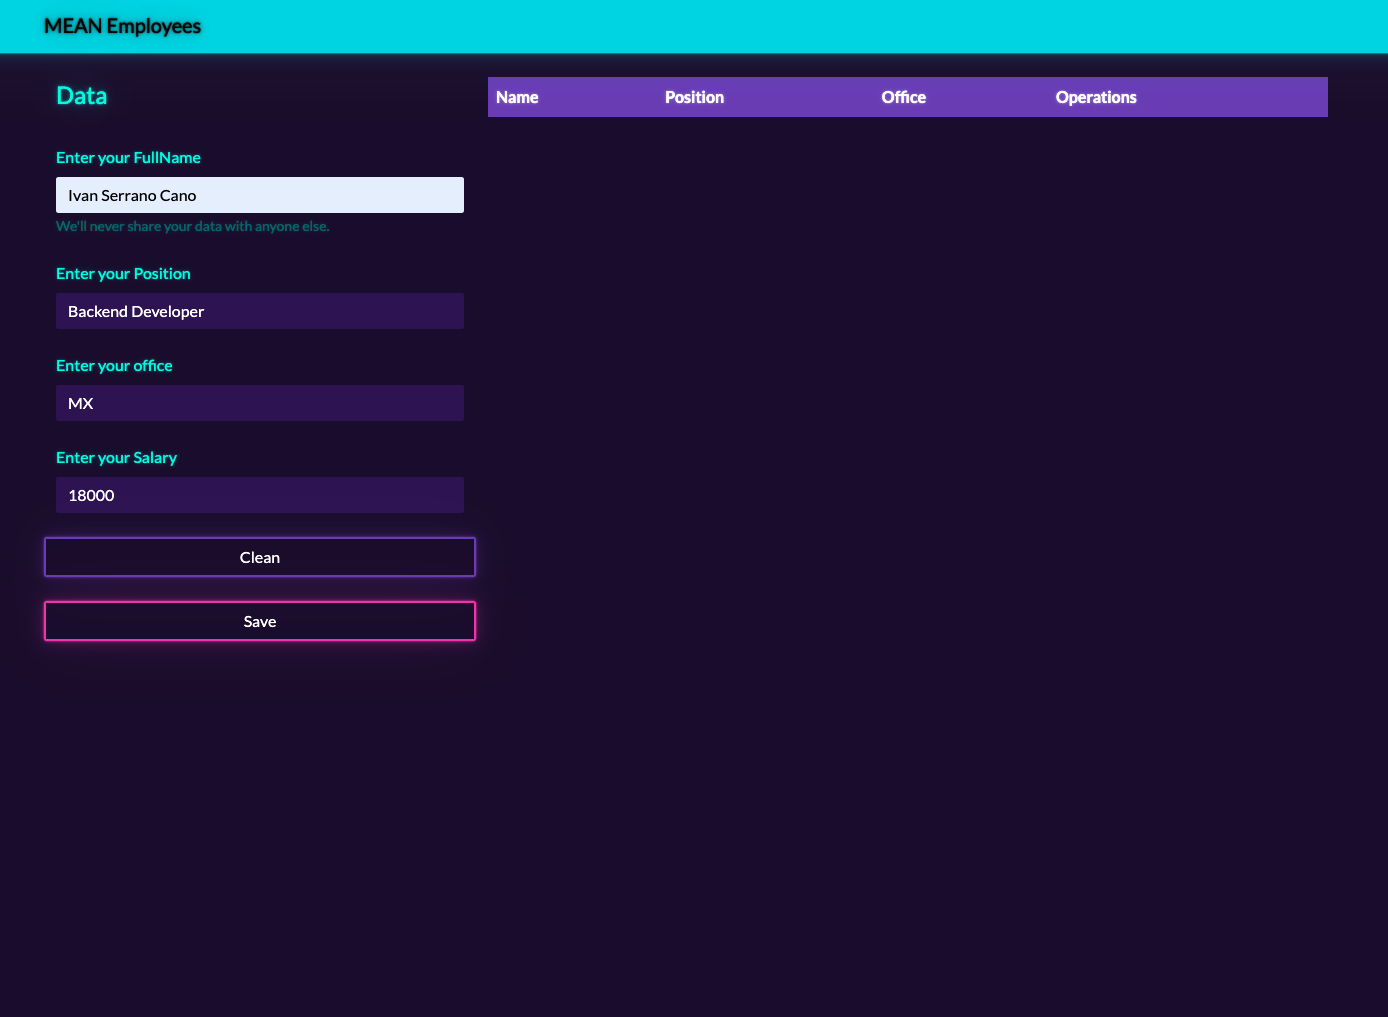 MEAN Employees
Data
Enter your FullName
Ivan Serrano Cano
We'll never share your data with anyone else.
Enter your Position
Backend Developer
Enter your office
MX
Enter your Salary
18000
Clean
Save
Name Position Office Operations